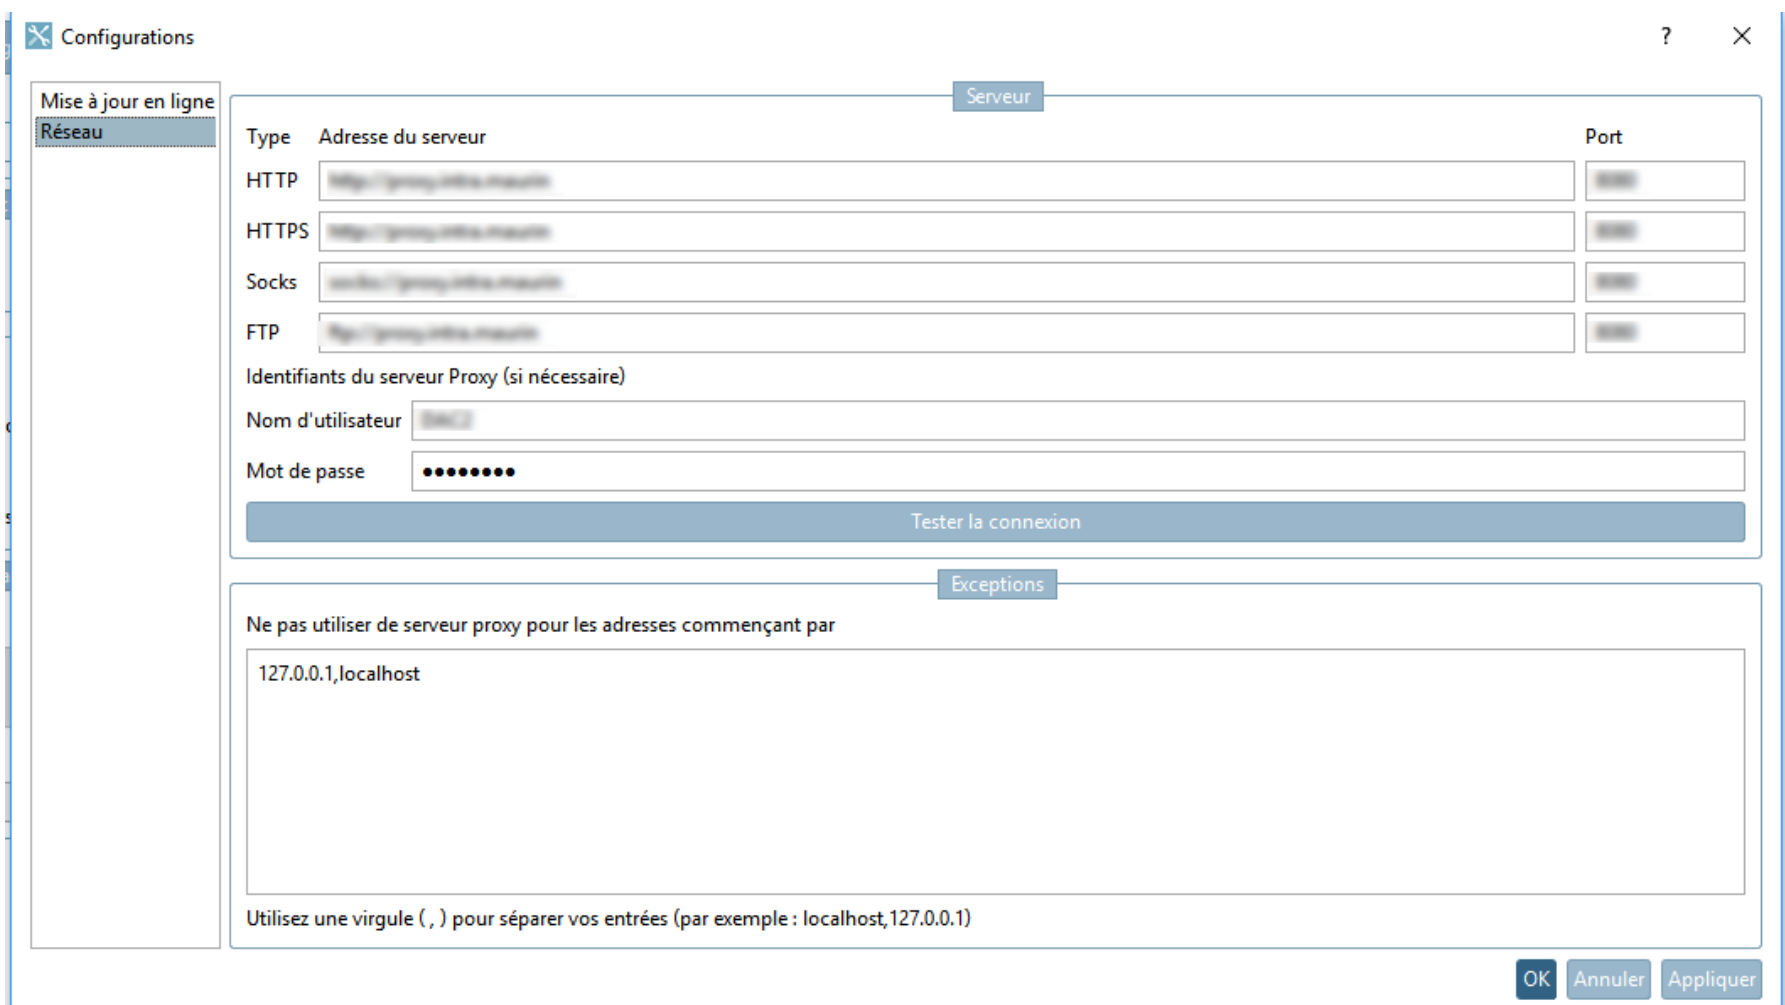 Configurations
?
Mise à jour en ligne
Réseau
Serveur
Type Adresse du serveur Port
HTTP
HTTPS
Socks
FTP
Identifiants du serveur Proxy (si nécessaire)
Nom d'utilisateur
Mot de passe ••••••••
Tester la connexion
Exceptions
Ne pas utiliser de serveur proxy pour les adresses commençant par
127.0.0.1,localhost
Utilisez une virgule ( , ) pour séparer vos entrées (par exemple : localhost,127.0.0.1)
OK Annuler Appliquer